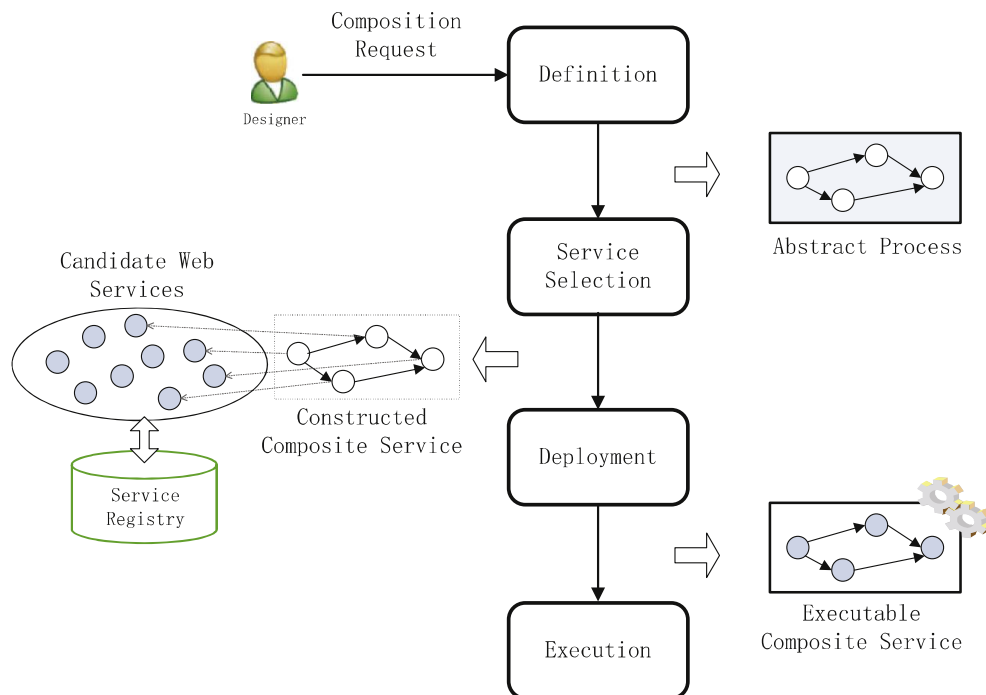 Composition
Request
Designer
Definition
Abstract Process
Service
Selection
Candidate Web
Services
Constructed
Composite Service
Service
Registry
Deployment
Executable
Composite Service
Execution